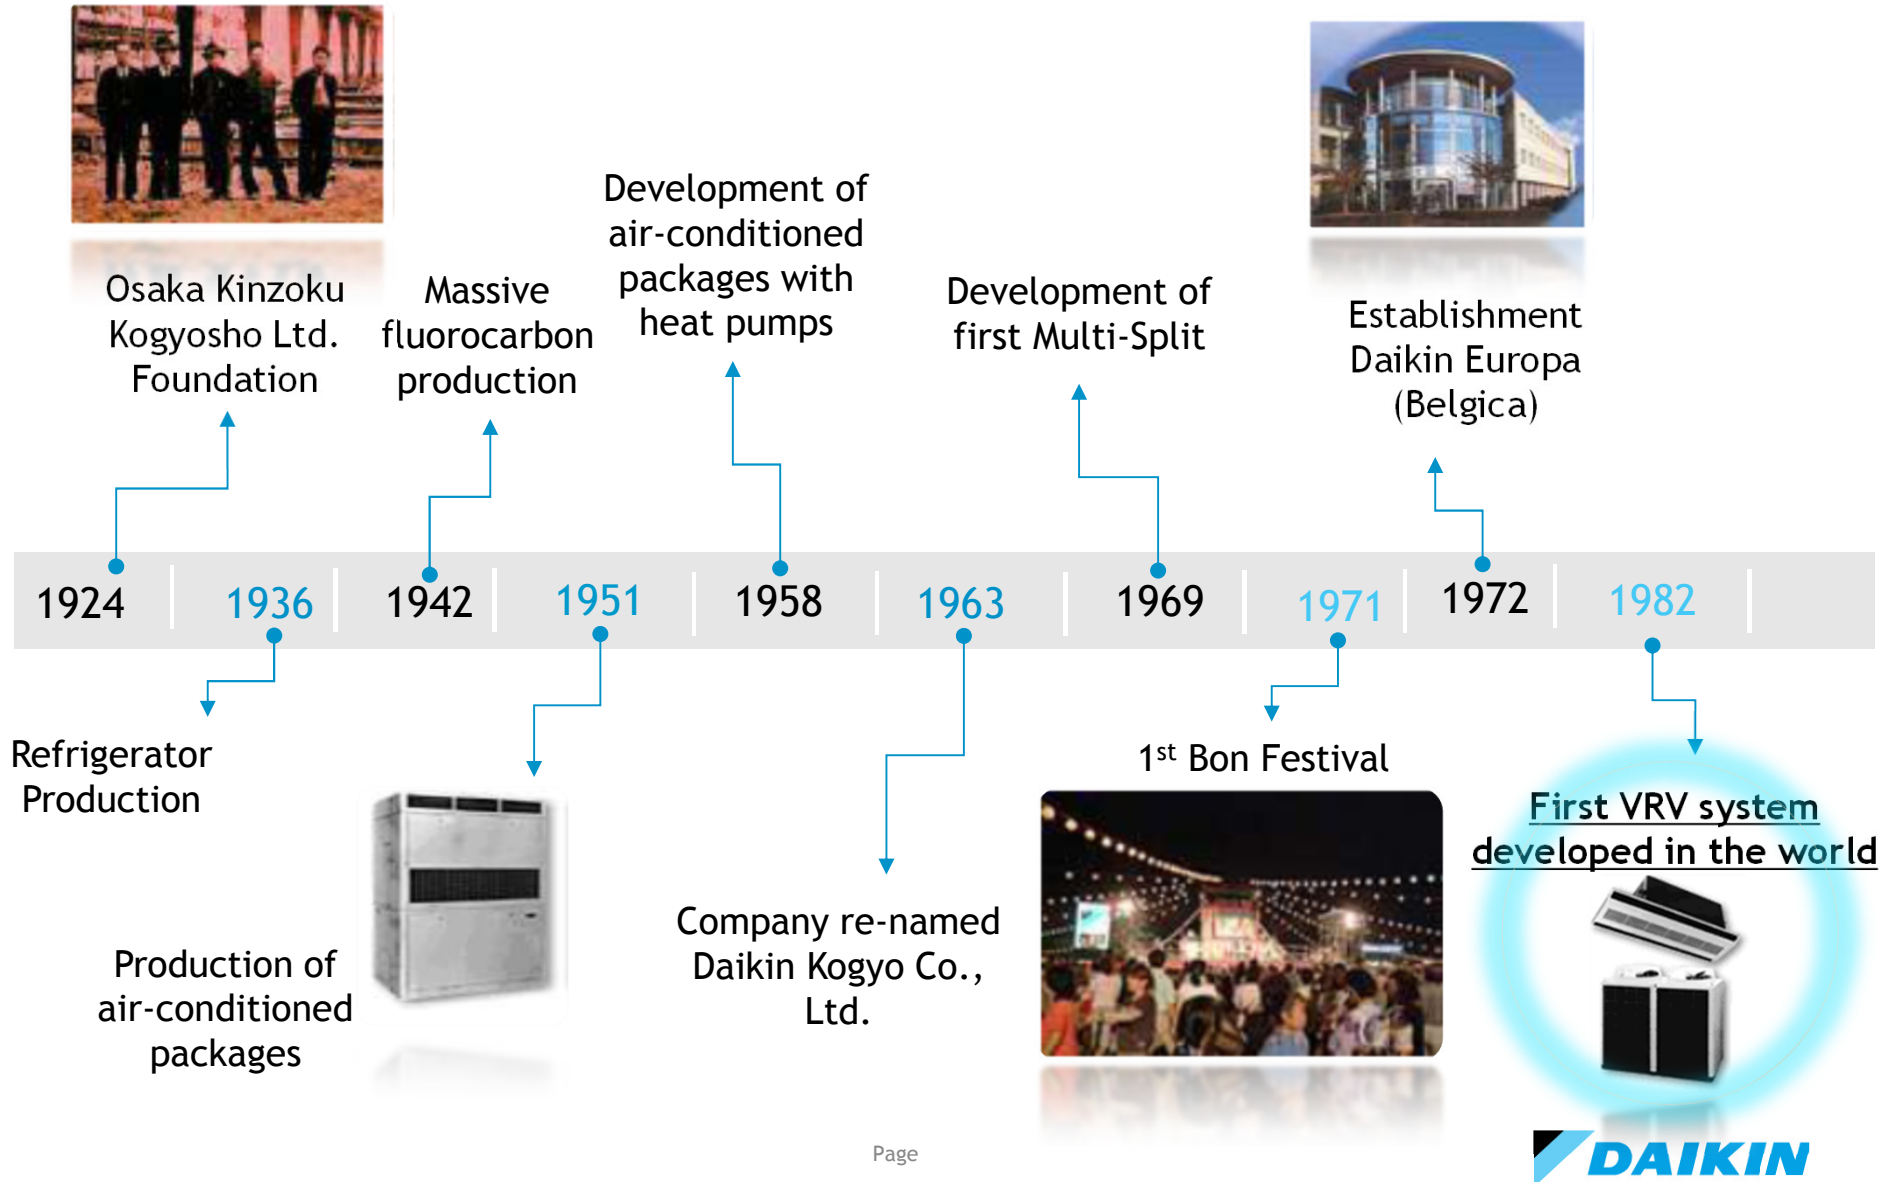 Osaka Kinzoku
Kogyosho Ltd.
Foundation
Massive
fluorocarbon
production
Development of
air-conditioned
packages with
heat pumps
Development of
first Multi-Split
Establishment
Daikin Europa
(Belgica)
1924
1936
1942
1951
1958
1963
1969
1971
1972
1982
Refrigerator
Production
Production of
air-conditioned
packages
Company re-named
Daikin Kogyo Co.,
Ltd.
1st Bon Festival
First VRV system
developed in the world
Page
DAIKIN